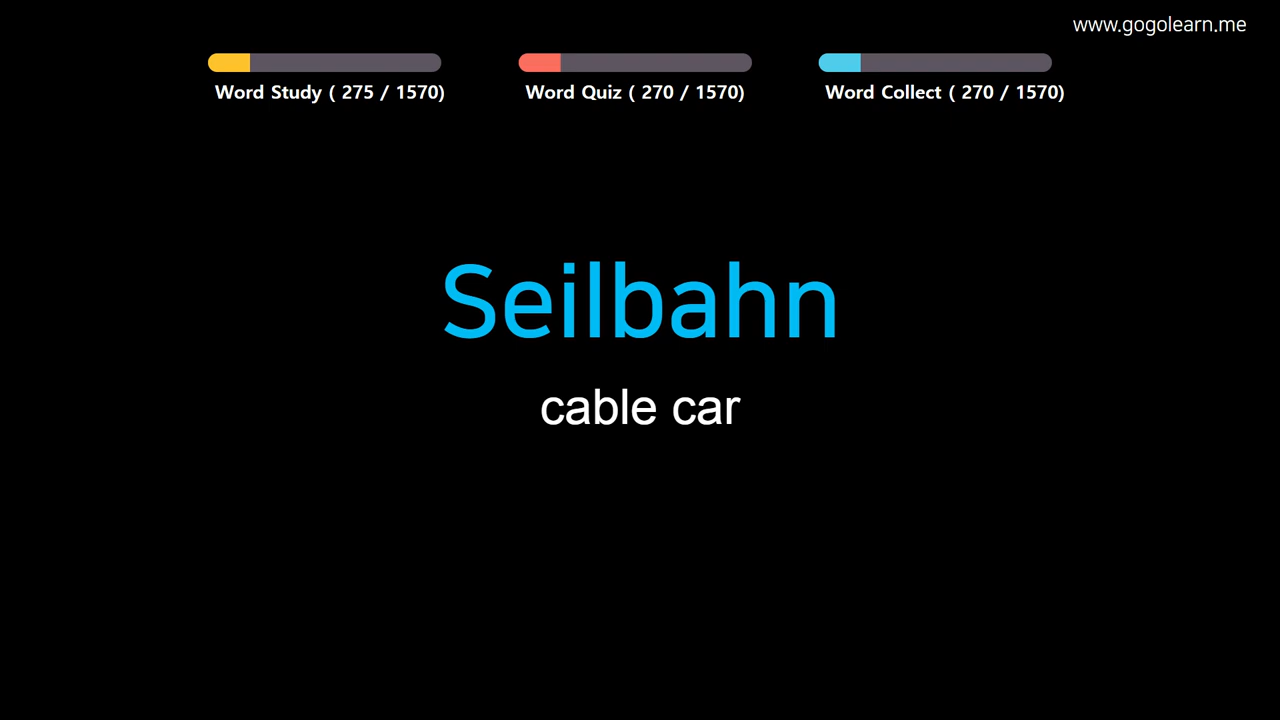 www.gogolearn.me
Word Study ( 275 / 1570)
Word Quiz ( 270 / 1570)
Word Collect ( 270 / 1570)
Seilbahn
cable car